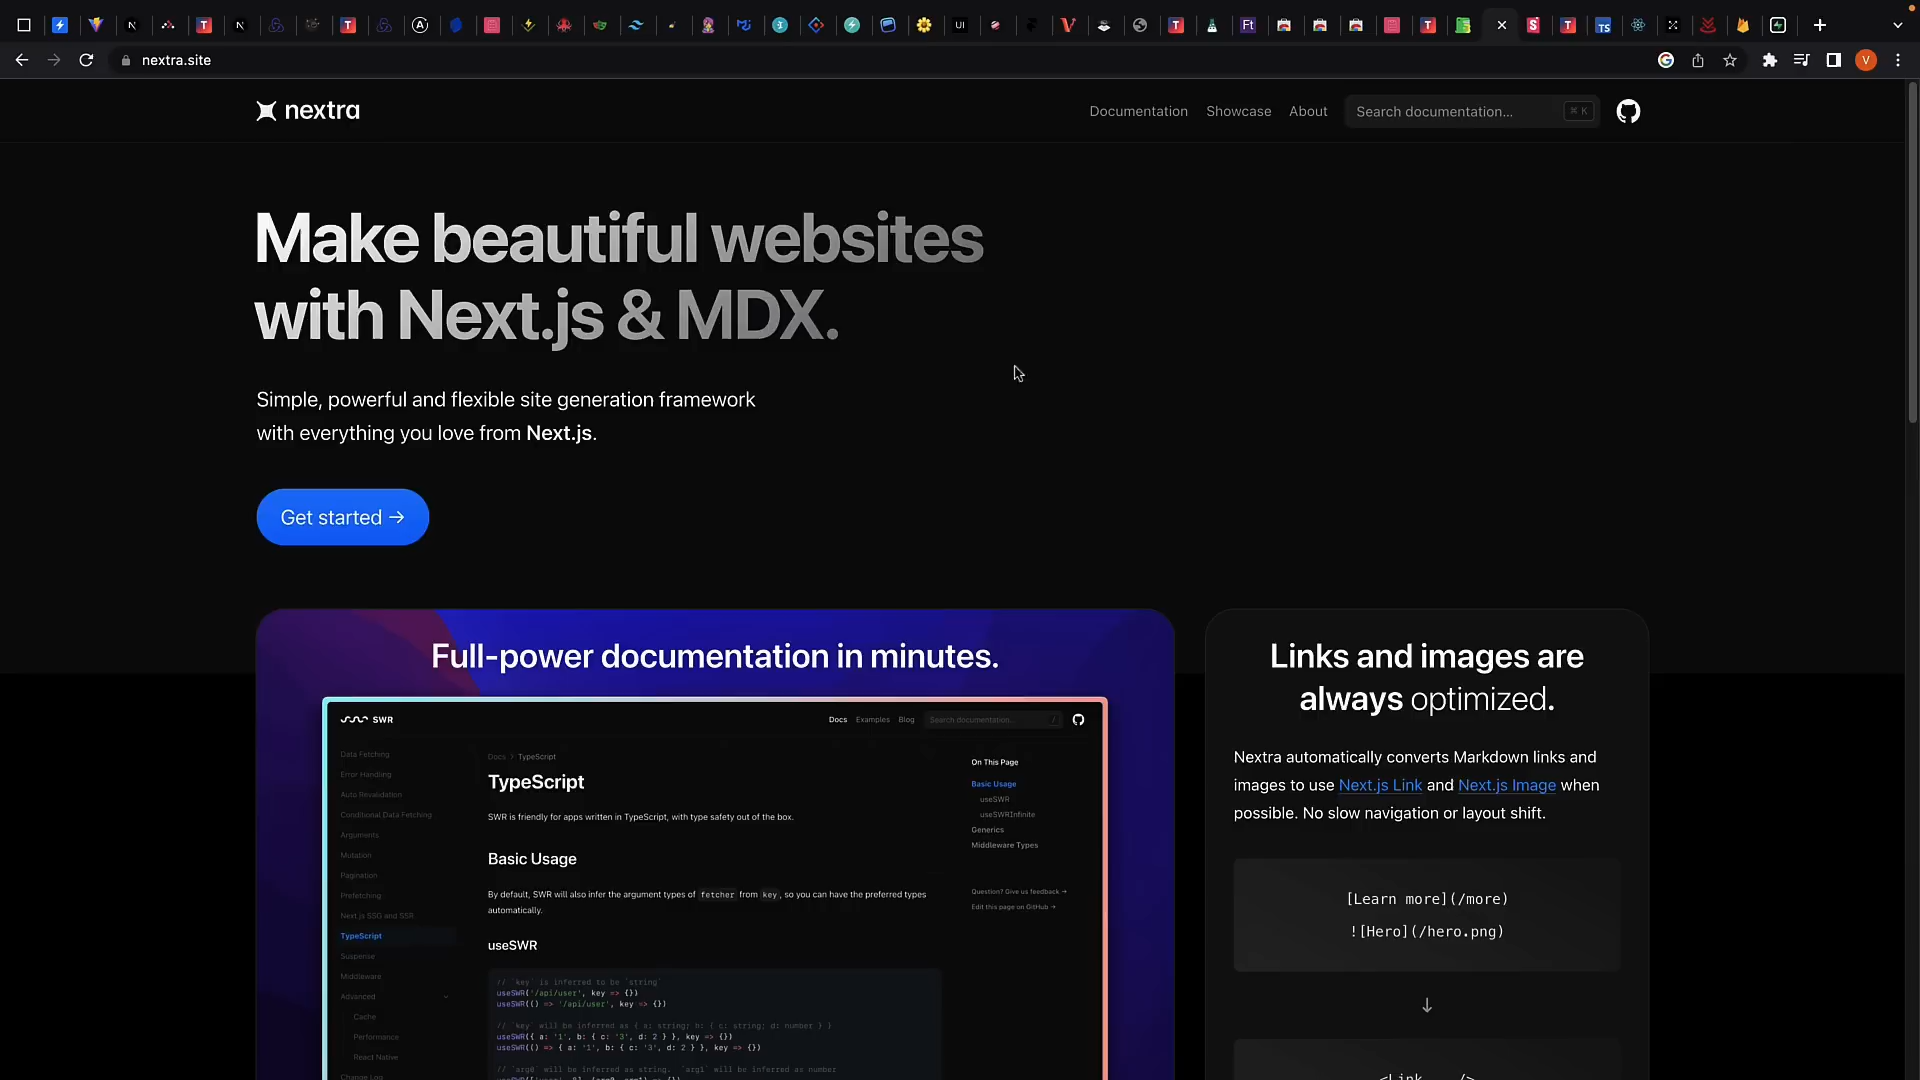 nextra.site
V
nextra
Documentation
Showcase
About
Search documentation...
⌘ K
Make beautiful websites
with Next.js & MDX.
Simple, powerful and flexible site generation framework
with everything you love from Next.js.
Get started →
Full-power documentation in minutes.
SWR
Docs
Examples
Blog
Search documentation...
/
Data Fetching
Error Handling
Auto Revalidation
Conditional Data Fetching
Arguments
Mutation
Pagination
Prefetching
Next.js SSG and SSR
TypeScript
Suspense
Middleware
Advanced
Cache
Performance
React Native
Change Log
Docs > TypeScript
TypeScript
SWR is friendly for apps written in TypeScript, with type safety out of the box.
Basic Usage
By default, SWR will also infer the argument types of fetcher from key, so you can have the preferred types
automatically.
useSWR
// `key` is inferred to be `string`
useSWR('/api/user', key => {})
useSWR(() => '/api/user', key => {})
// `key` will be inferred as { a: string; b: { c: string; d: number } }
useSWR({ a: '1', b: { c: '3', d: 2 } }, key => {})
useSWR(() => { a: '1', b: { c: '3', d: 2 } }, key => {})
// `arg0` will be inferred as string. `arg1` will be inferred as number
On This Page
Basic Usage
useSWR
useSWRInfinite
Generics
Middleware Types
Question? Give us feedback →
Edit this page on GitHub →
Links and images are
always optimized.
Nextra automatically converts Markdown links and
images to use Next.js Link and Next.js Image when
possible. No slow navigation or layout shift.
[Learn more](/more)
![Hero](/hero.png)
↓
<Link .../>